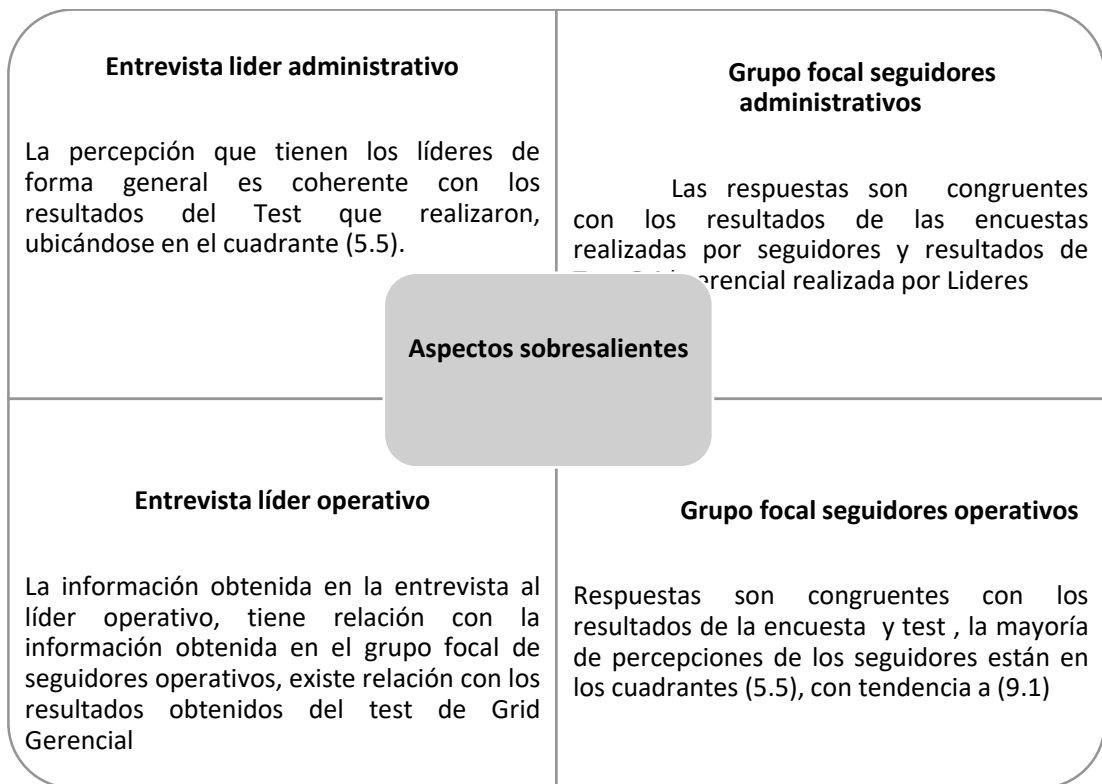 Entrevista lider administrativo
La percepción que tienen los líderes de
forma general es coherente con los
resultados del Test que realizaron,
ubicándose en el cuadrante (5.5).
Grupo focal seguidores
administrativos
Las respuestas son congruentes
con los resultados de las encuestas
realizadas por seguidores y resultados de
erencial realizada por Lideres
Aspectos sobresalientes
Entrevista líder operativo
La información obtenida en la entrevista al
líder operativo, tiene relación con la
información obtenida en el grupo focal de
seguidores operativos, existe relación con los
resultados obtenidos del test de Grid
Gerencial
Grupo focal seguidores operativos
Respuestas son congruentes con los
resultados de la encuesta y test , la mayoría
de percepciones de los seguidores están en
los cuadrantes (5.5), con tendencia a (9.1)